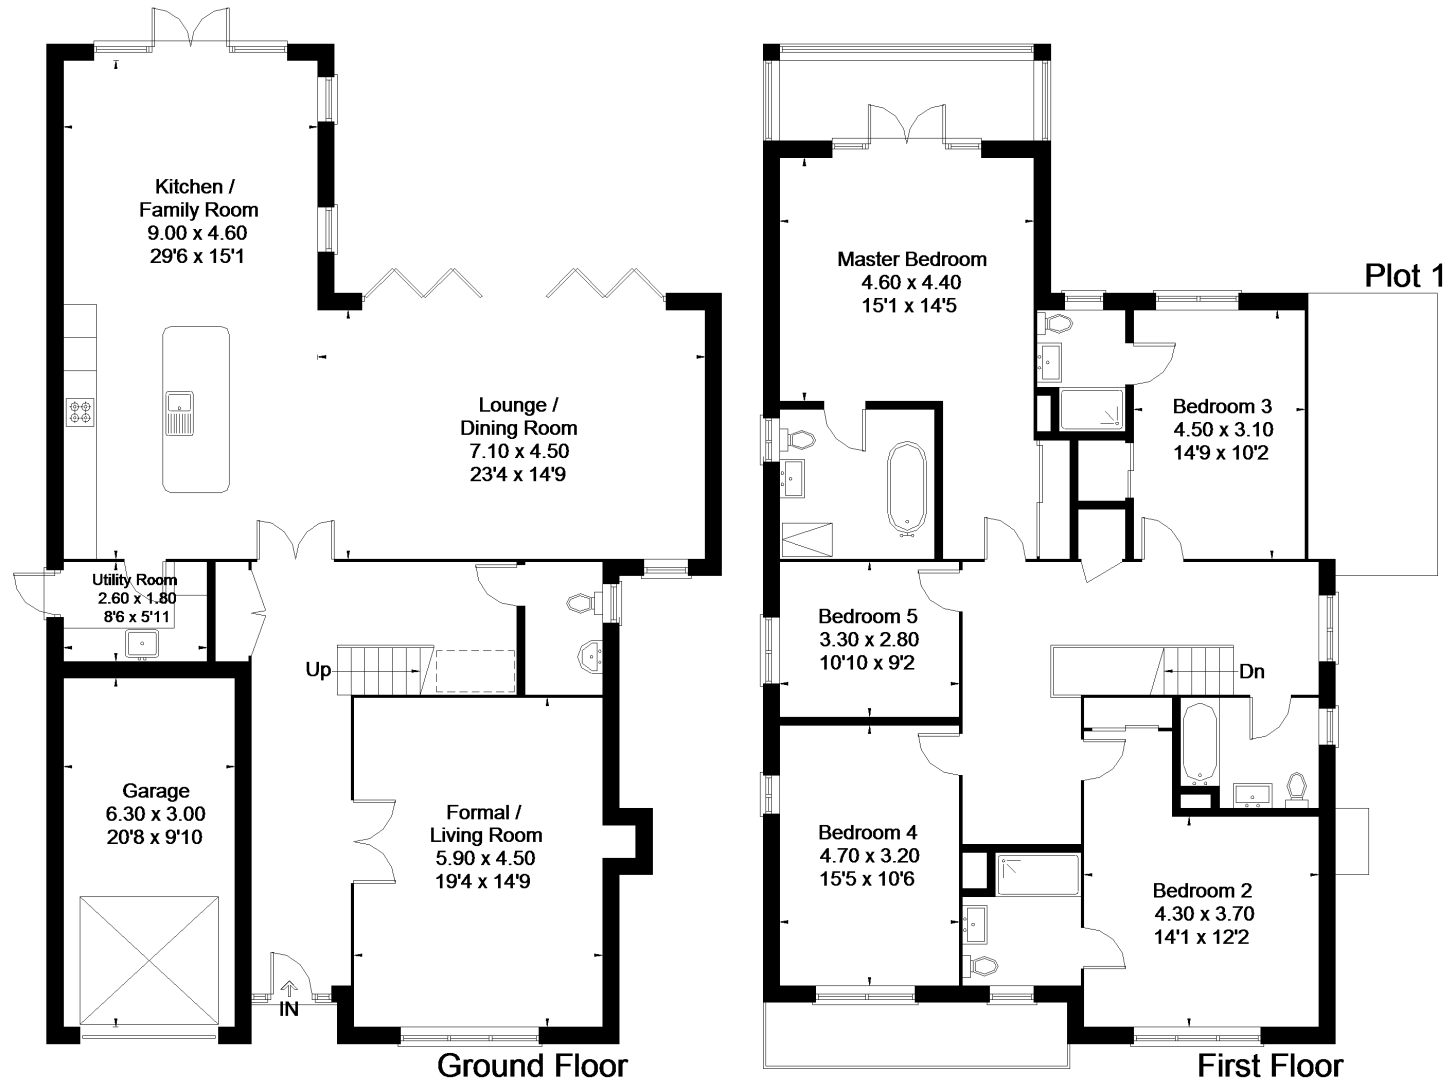 Kitchen /
Family Room
9.00 x 4.60
29'6 x 15'1
Lounge /
Dining Room
7.10 x 4.50
23'4 x 14'9
Utility Room
2.60 x 1.80
8'6 x 5'11
Up
Garage
6.30 x 3.00
20'8 x 9'10
Formal /
Living Room
5.90 x 4.50
19'4 x 14'9
IN
Ground Floor
Plot 1
Master Bedroom
4.60 x 4.40
15'1 x 14'5
Bedroom 3
4.50 x 3.10
14'9 x 10'2
Bedroom 5
3.30 x 2.80
10'10 x 9'2
Dn
Bedroom 4
4.70 x 3.20
15'5 x 10'6
Bedroom 2
4.30 x 3.70
14'1 x 12'2
First Floor